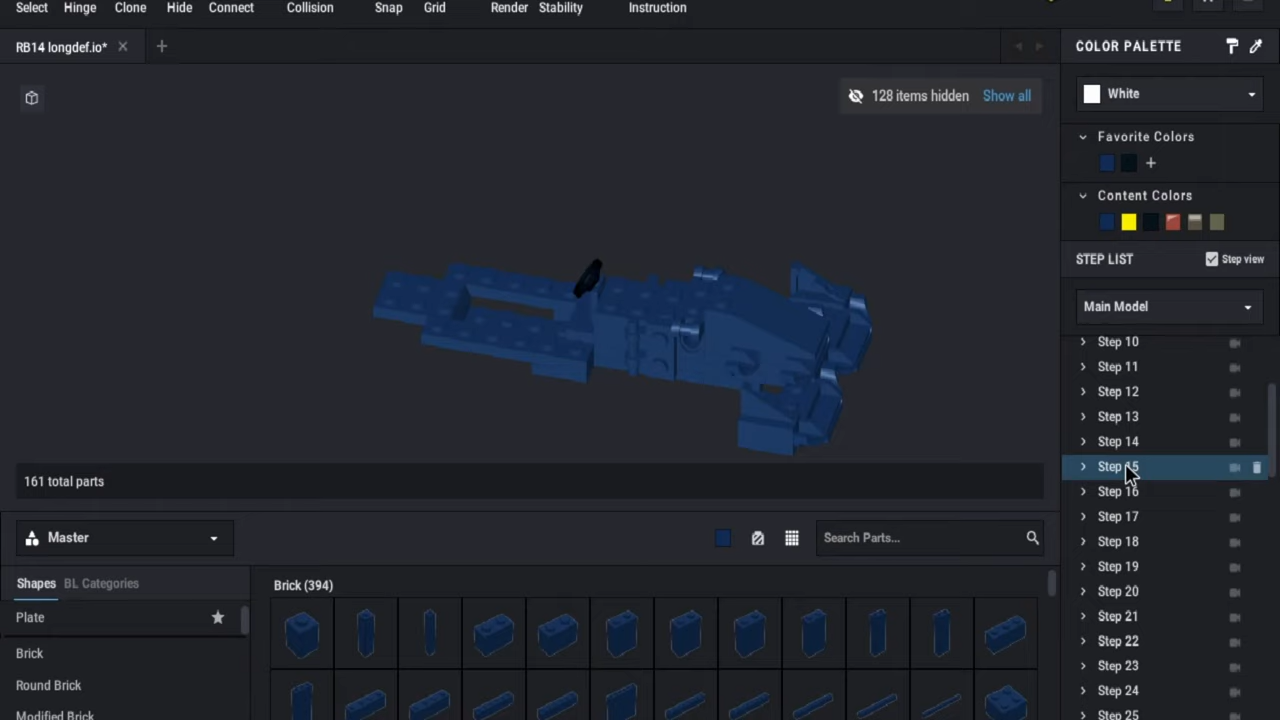 Select Hinge Clone Hide Connect Collision Snap Grid Render Stability Instruction
RB14 longdef.io*
COLOR PALETTE
128 items hidden Show all
White
Favorite Colors
Content Colors
STEP LIST Step view
Main Model
Step 10
Step 11
Step 12
Step 13
Step 14
Step 15
Step 16
Step 17
Step 18
Step 19
Step 20
Step 21
Step 22
Step 23
Step 24
Step 25
161 total parts
Master
Search Parts...
Shapes BL Categories
Brick (394)
Plate
Brick
Round Brick
Modified Brick